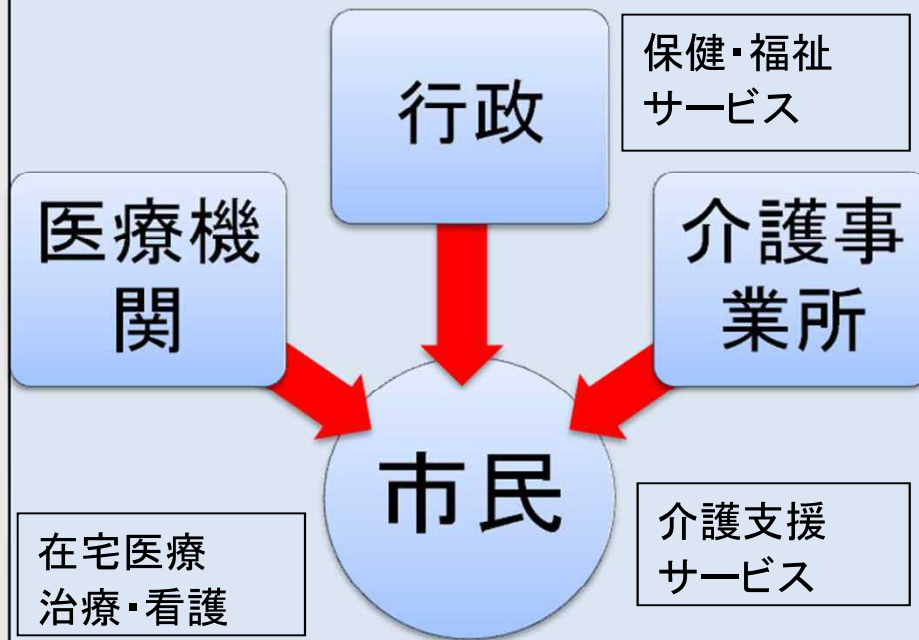 行政
保健・福祉
サービス
医療機
関
介護事
業所
市民
在宅医療
治療・看護
介護支援
サービス